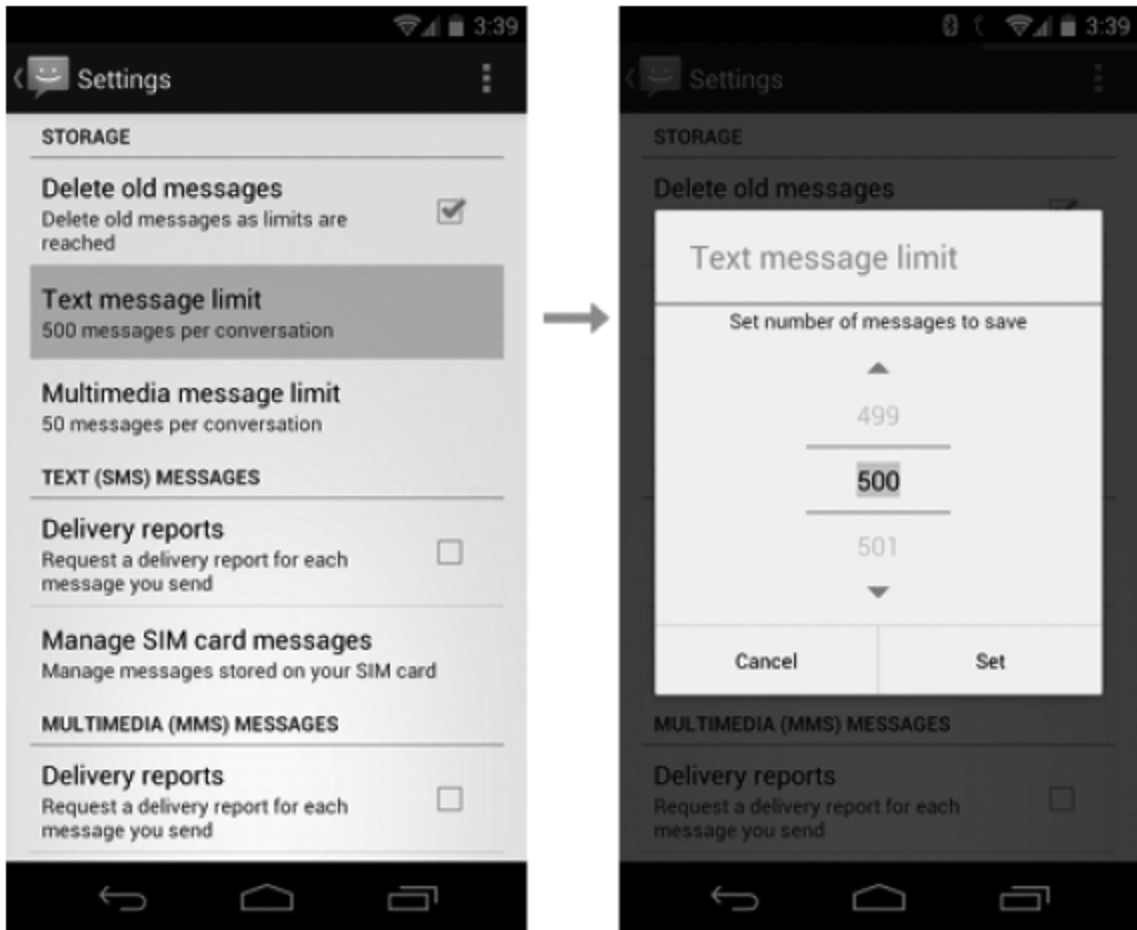 3:39
Settings
STORAGE
Delete old messages
Delete old messages as limits are
reached
Text message limit
500 messages per conversation
Multimedia message limit
50 messages per conversation
TEXT (SMS) MESSAGES
Delivery reports
Request a delivery report for each
message you send
Manage SIM card messages
Manage messages stored on your SIM card
MULTIMEDIA (MMS) MESSAGES
Delivery reports
Request a delivery report for each
message you send
3:39
Settings
STORAGE
Delete old messages
Text message limit
Set number of messages to save
499
500
501
Cancel
Set
MULTIMEDIA (MMS) MESSAGES
Delivery reports
Request a delivery report for each
message you send